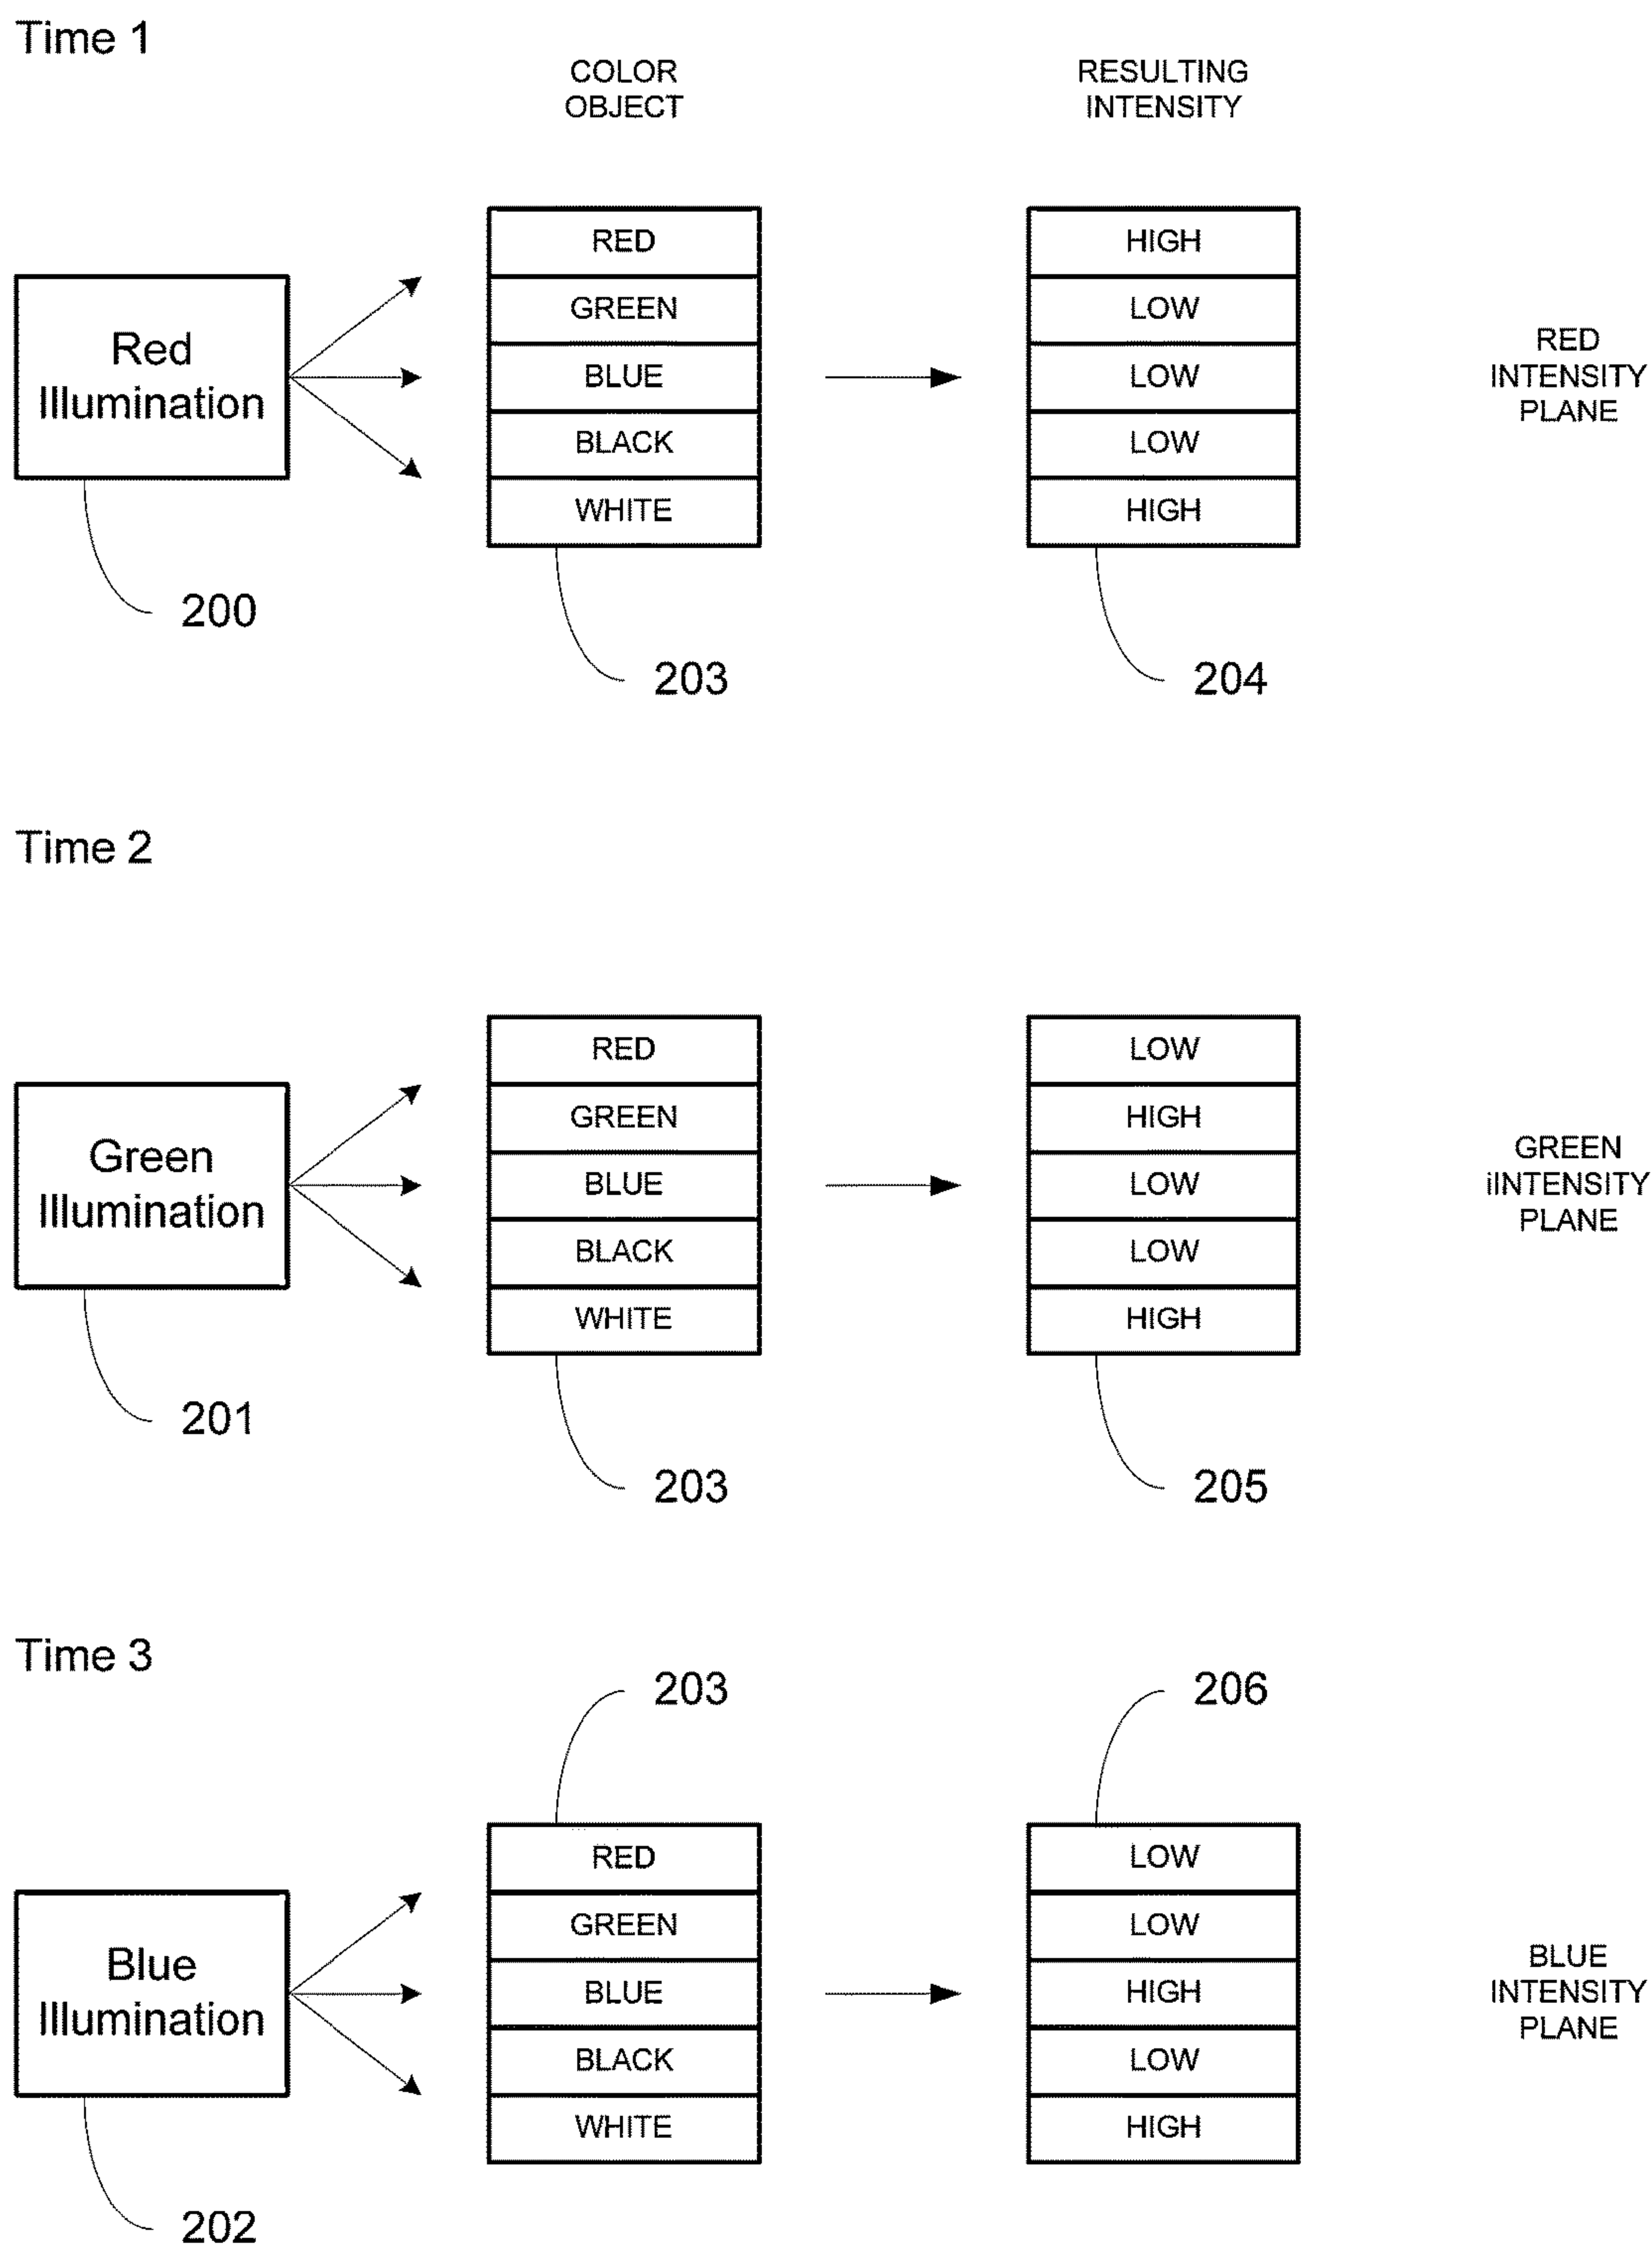 Time 1
COLOR
OBJECT
RESULTING
INTENSITY
Red
Illumination
RED
GREEN
BLUE
BLACK
WHITE
HIGH
LOW
LOW
LOW
HIGH
RED
INTENSITY
PLANE
200
203
204
Time 2
Green
Illumination
RED
GREEN
BLUE
BLACK
WHITE
LOW
HIGH
LOW
LOW
HIGH
GREEN
iINTENSITY
PLANE
201
203
205
Time 3
203
206
Blue
Illumination
RED
GREEN
BLUE
BLACK
WHITE
LOW
LOW
HIGH
LOW
HIGH
BLUE
INTENSITY
PLANE
202